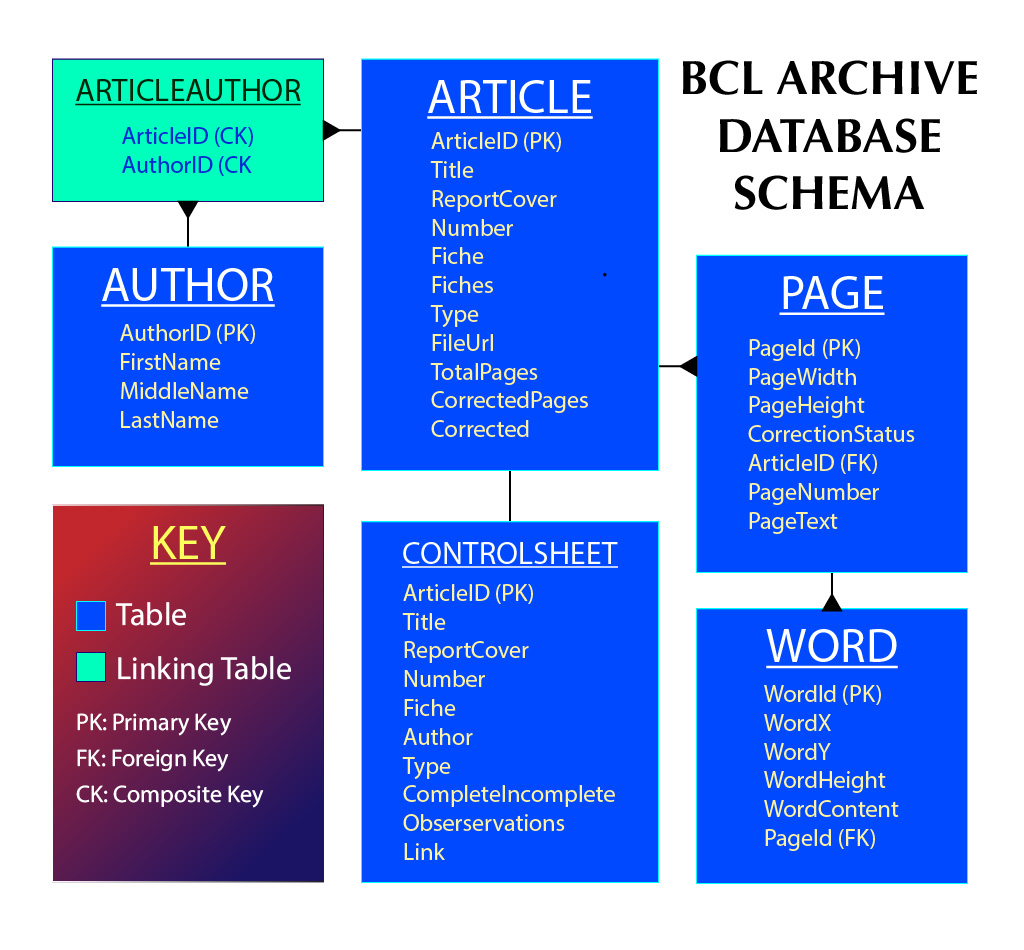 BCL ARCHIVE
DATABASE
SCHEMA
ARTICLEAUTHOR
ArticleID (CK)
AuthorID (CK
AUTHOR
AuthorID (PK)
FirstName
MiddleName
LastName
ARTICLE
ArticleID (PK)
Title
ReportCover
Number
Fiche
Fiches
Type
FileUrl
TotalPages
CorrectedPages
Corrected
PAGE
PageId (PK)
PageWidth
PageHeight
CorrectionStatus
ArticleID (FK)
PageNumber
PageText
KEY
Table
Linking Table
PK: Primary Key
FK: Foreign Key
CK: Composite Key
CONTROLSHEET
ArticleID (PK)
Title
ReportCover
Number
Fiche
Author
Type
CompleteIncomplete
Obserservations
Link
WORD
WordId (PK)
WordX
WordY
WordHeight
WordContent
PageId (FK)